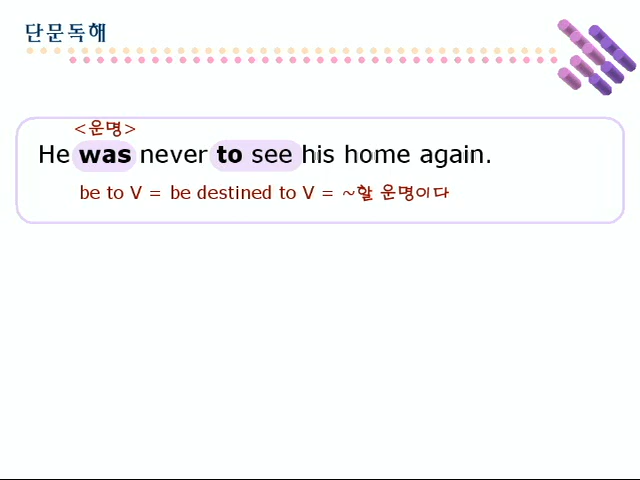 단문독해
<운명>
He was never to see his home again.
be to V = be destined to V = ~할 운명이다